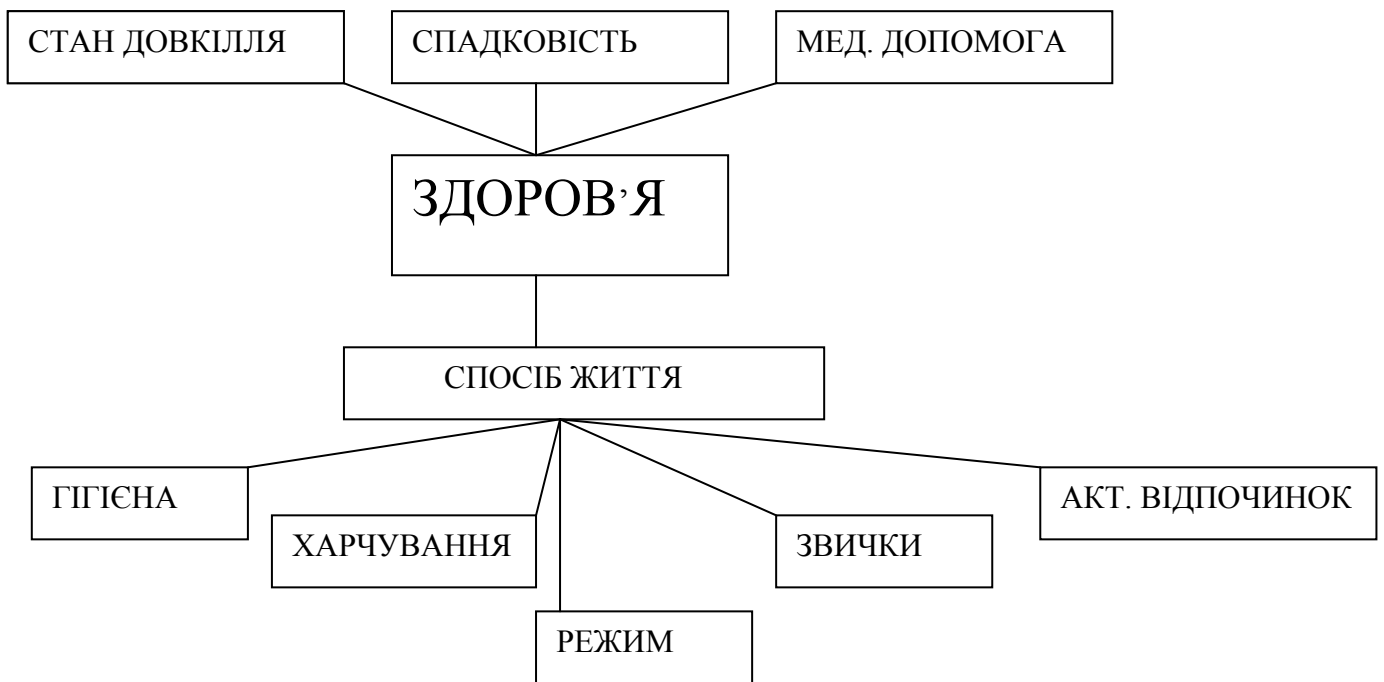 СТАН ДОВКІЛЛЯ
СПАДКОВІСТЬ
МЕД. ДОПОМОГА
ЗДОРОВ’Я
СПОСІБ ЖИТТЯ
ГІГІЄНА
ХАРЧУВАННЯ
РЕЖИМ
ЗВИЧКИ
АКТ. ВІДПОЧИНОК